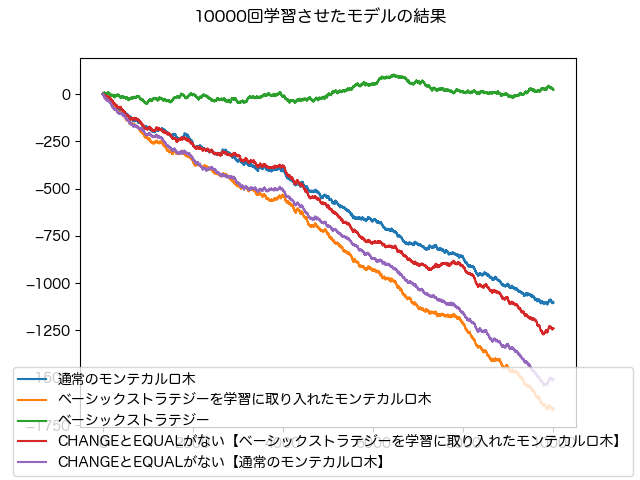 10000回学習させたモデルの結果
0
−250
−500
−750
−1000
−1250
−1500
−1750
通常のモンテカルロ木
ベーシックストラテジーを学習に取り入れたモンテカルロ木
ベーシックストラテジー
CHANGEとEQUALがない【ベーシックストラテジーを学習に取り入れたモンテカルロ木】
CHANGEとEQUALがない【通常のモンテカルロ木】